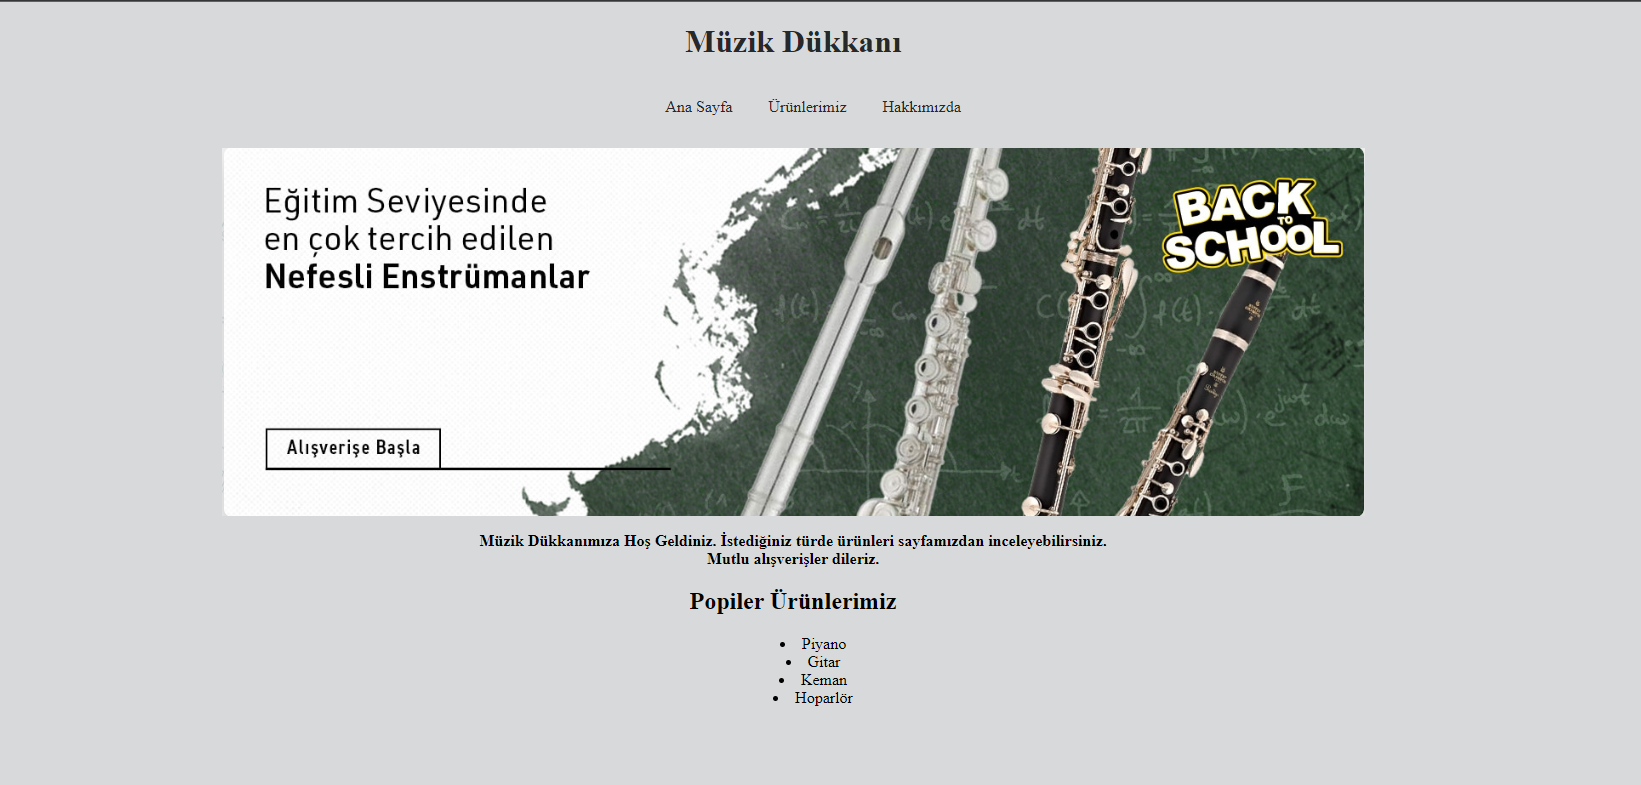 Müzik Dükkanı
Ana Sayfa Ürünlerimiz Hakkımızda
Eğitim Seviyesinde
en çok tercih edilen
Nefesli Enstrümanlar
BACK
TO
SCHOOL
Alışverişe Başla
Müzik Dükkanımıza Hoş Geldiniz. İstediğiniz türde ürünleri sayfamızdan inceleyebilirsiniz.
Mutlu alışverişler dileriz.
Popiler Ürünlerimiz
• Piyano
• Gitar
• Keman
• Hoparlör